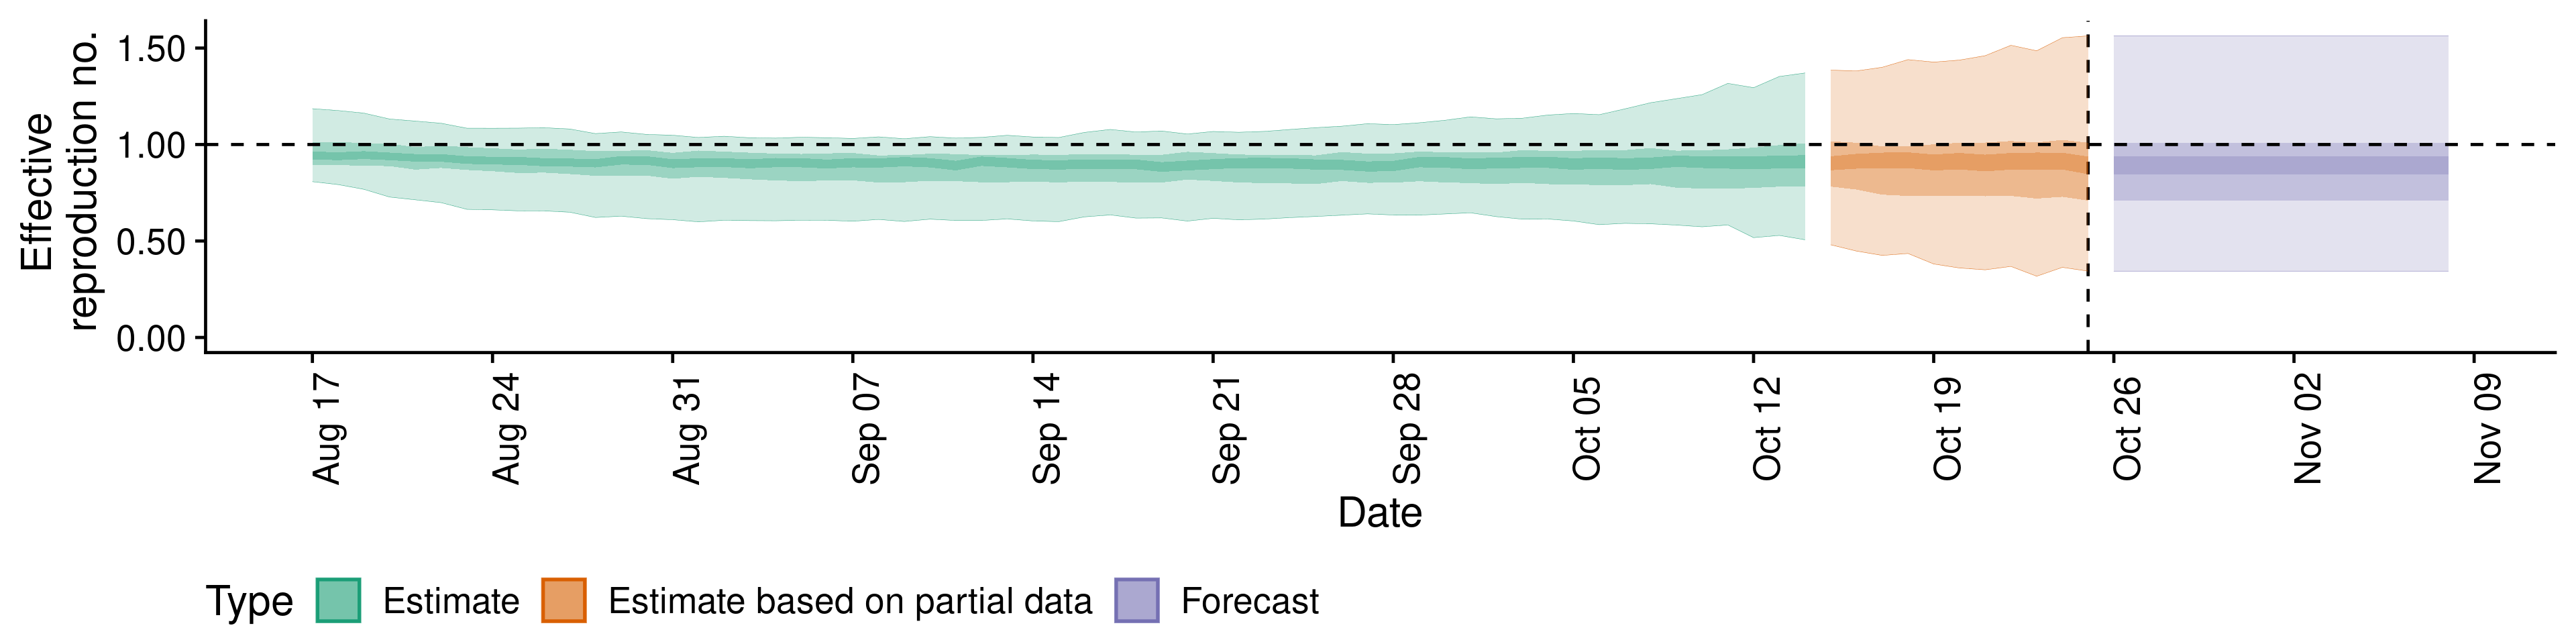 Effective
reproduction no.
1.50
1.00
0.50
0.00
Aug 17
Aug 24
Aug 31
Sep 07
Sep 14
Sep 21
Sep 28
Oct 05
Oct 12
Oct 19
Oct 26
Nov 02
Nov 09
Date
Type Estimate Estimate based on partial data Forecast